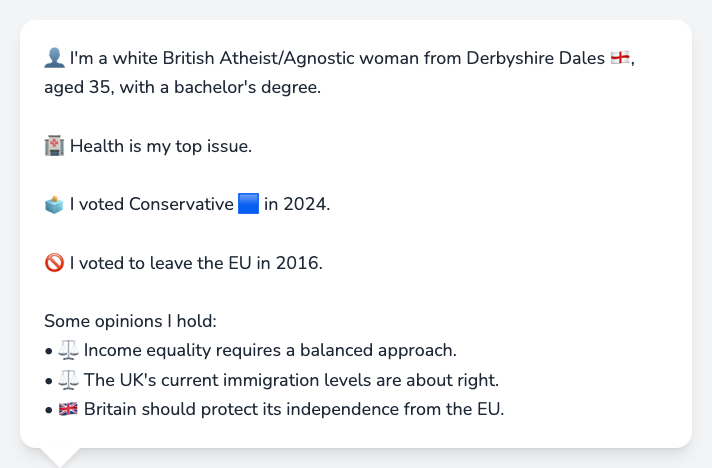 👤 I'm a white British Atheist/Agnostic woman from Derbyshire Dales 🏴󠁧󠁢󠁥󠁮󠁧󠁿,
aged 35, with a bachelor's degree.
🏥 Health is my top issue.
🗳️ I voted Conservative 🟦 in 2024.
🚫 I voted to leave the EU in 2016.
Some opinions I hold:
• ⚖️ Income equality requires a balanced approach.
• ⚖️ The UK's current immigration levels are about right.
• 🇬🇧 Britain should protect its independence from the EU.